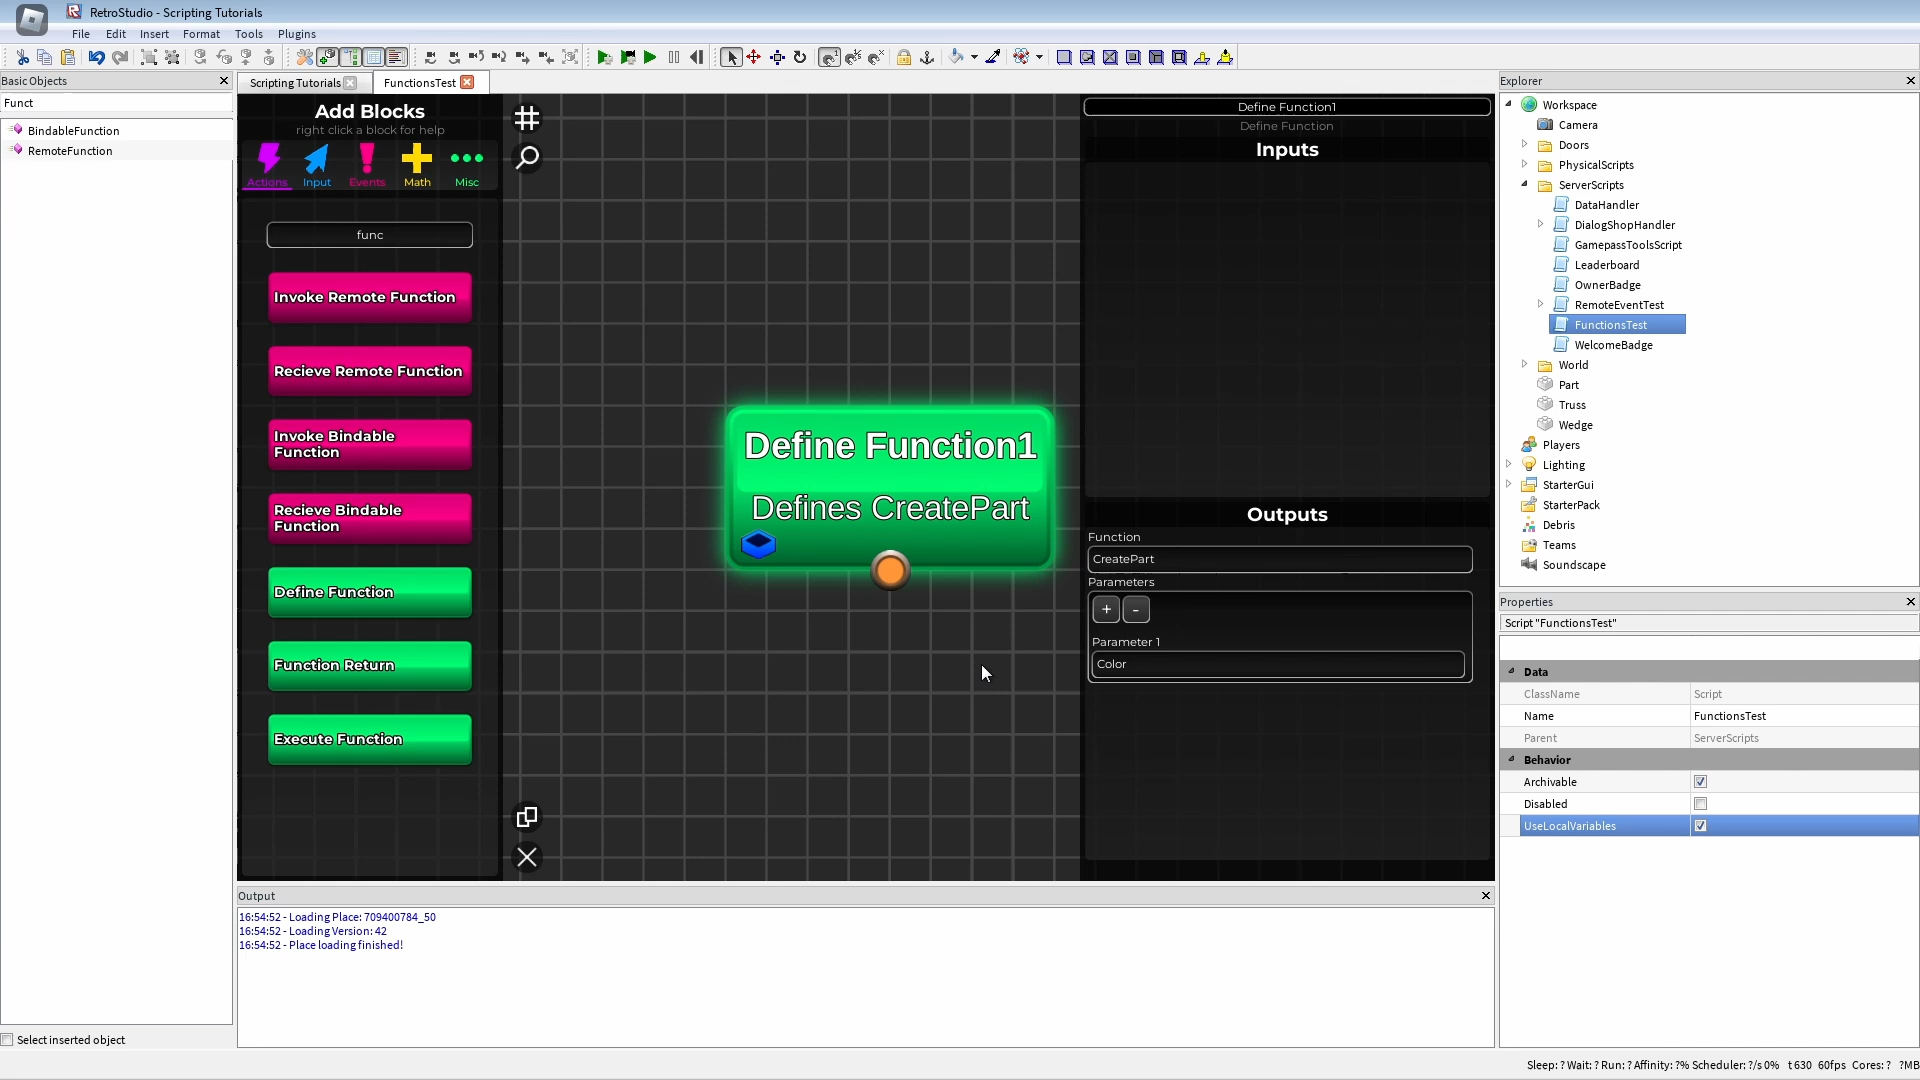 RetroStudio - Scripting Tutorials
File Edit Insert Format Tools Plugins
Basic Objects
Funct
BindableFunction
RemoteFunction
Select inserted object
Scripting Tutorials
FunctionsTest
Add Blocks
right click a block for help
Actions Input Events Math Misc
func
Invoke Remote Function
Recieve Remote Function
Invoke Bindable
Function
Recieve Bindable
Function
Define Function
Function Return
Execute Function
Define Function1
Defines CreatePart
Define Function1
Define Function
Inputs
Outputs
Function
CreatePart
Parameters
+ -
Parameter 1
Color
Output
16:54:52 - Loading Place: 709400784_50
16:54:52 - Loading Version: 42
16:54:52 - Place loading finished!
Explorer
Workspace
Camera
Doors
PhysicalScripts
ServerScripts
DataHandler
DialogShopHandler
GamepassToolsScript
Leaderboard
OwnerBadge
RemoteEventTest
FunctionsTest
WelcomeBadge
World
Part
Truss
Wedge
Players
Lighting
StarterGui
StarterPack
Debris
Teams
Soundscape
Properties
Script "FunctionsTest"
Data
ClassName Script
Name FunctionsTest
Parent ServerScripts
Behavior
Archivable
Disabled
UseLocalVariables
Sleep: ? Wait: ? Run: ? Affinity: ?% Scheduler: ?/s 0% t 630 60fps Cores: ? ?MB